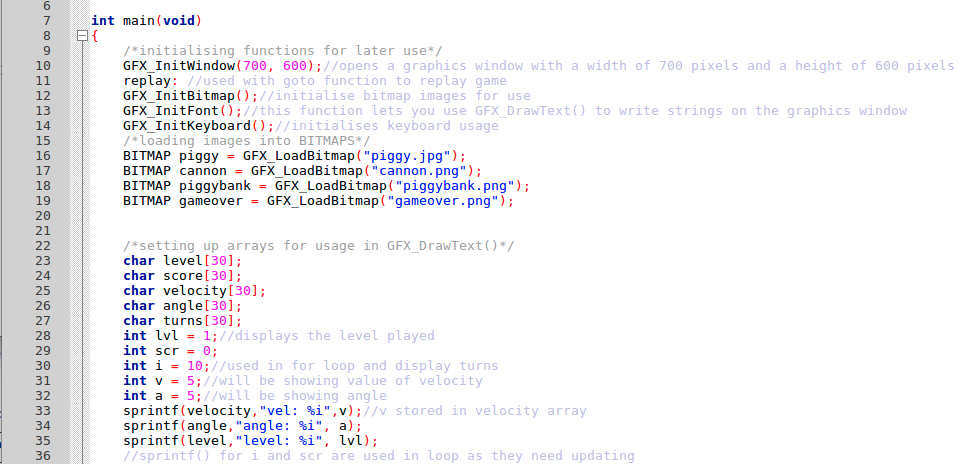 6
7 int main(void)
8 {
9 /*initialising functions for later use*/
10 GFX_InitWindow(700, 600);//opens a graphics window with a width of 700 pixels and a height of 600 pixels
11 replay: //used with goto function to replay game
12 GFX_InitBitmap();//initialise bitmap images for use
13 GFX_InitFont();//this function lets you use GFX_DrawText() to write strings on the graphics window
14 GFX_InitKeyboard();//initialises keyboard usage
15 /*loading images into BITMAPS*/
16 BITMAP piggy = GFX_LoadBitmap("piggy.jpg");
17 BITMAP cannon = GFX_LoadBitmap("cannon.png");
18 BITMAP piggybank = GFX_LoadBitmap("piggybank.png");
19 BITMAP gameover = GFX_LoadBitmap("gameover.png");
20
21
22 /*setting up arrays for usage in GFX_DrawText()*/
23 char level[30];
24 char score[30];
25 char velocity[30];
26 char angle[30];
27 char turns[30];
28 int lvl = 1;//displays the level played
29 int scr = 0;
30 int i = 10;//used in for loop and display turns
31 int v = 5;//will be showing value of velocity
32 int a = 5;//will be showing angle
33 sprintf(velocity,"vel: %i",v);//v stored in velocity array
34 sprintf(angle,"angle: %i", a);
35 sprintf(level,"level: %i", lvl);
36 //sprintf() for i and scr are used in loop as they need updating